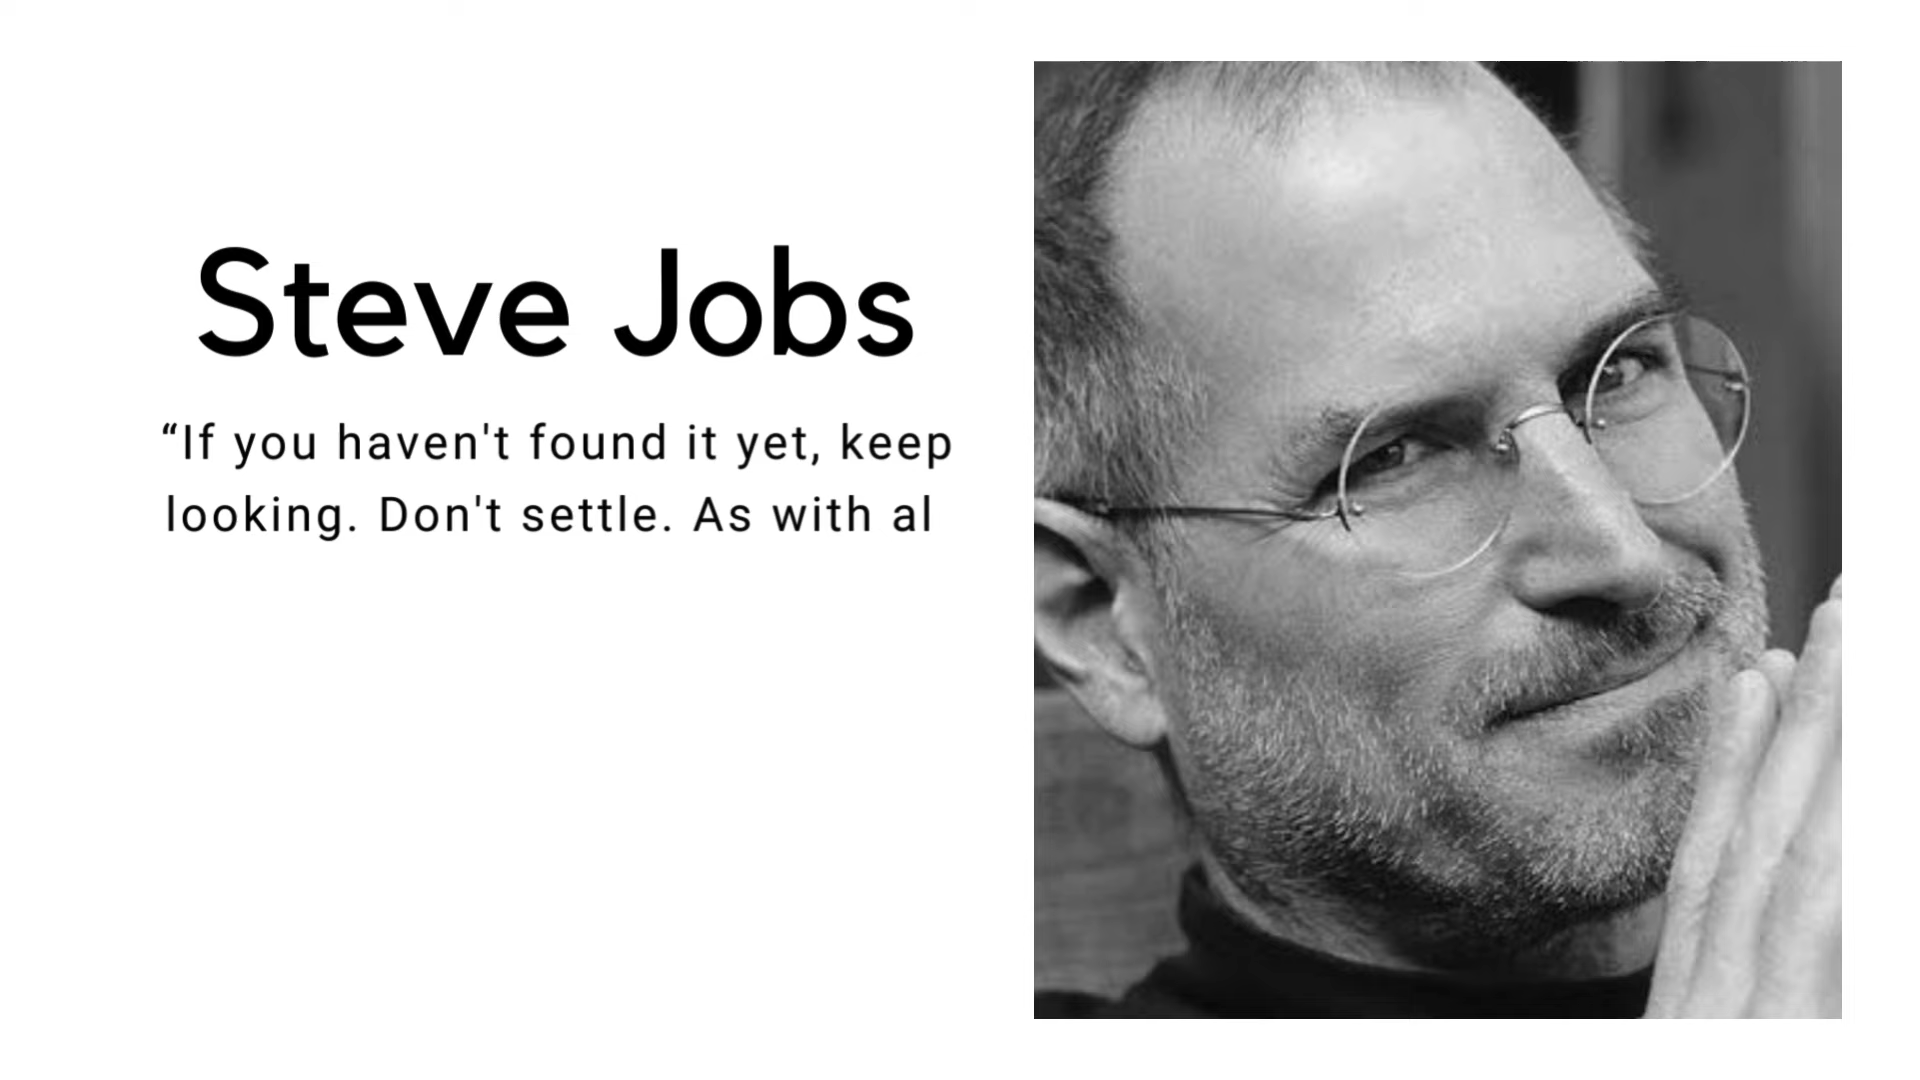 Steve Jobs
“If you haven't found it yet, keep
looking. Don't settle. As with al